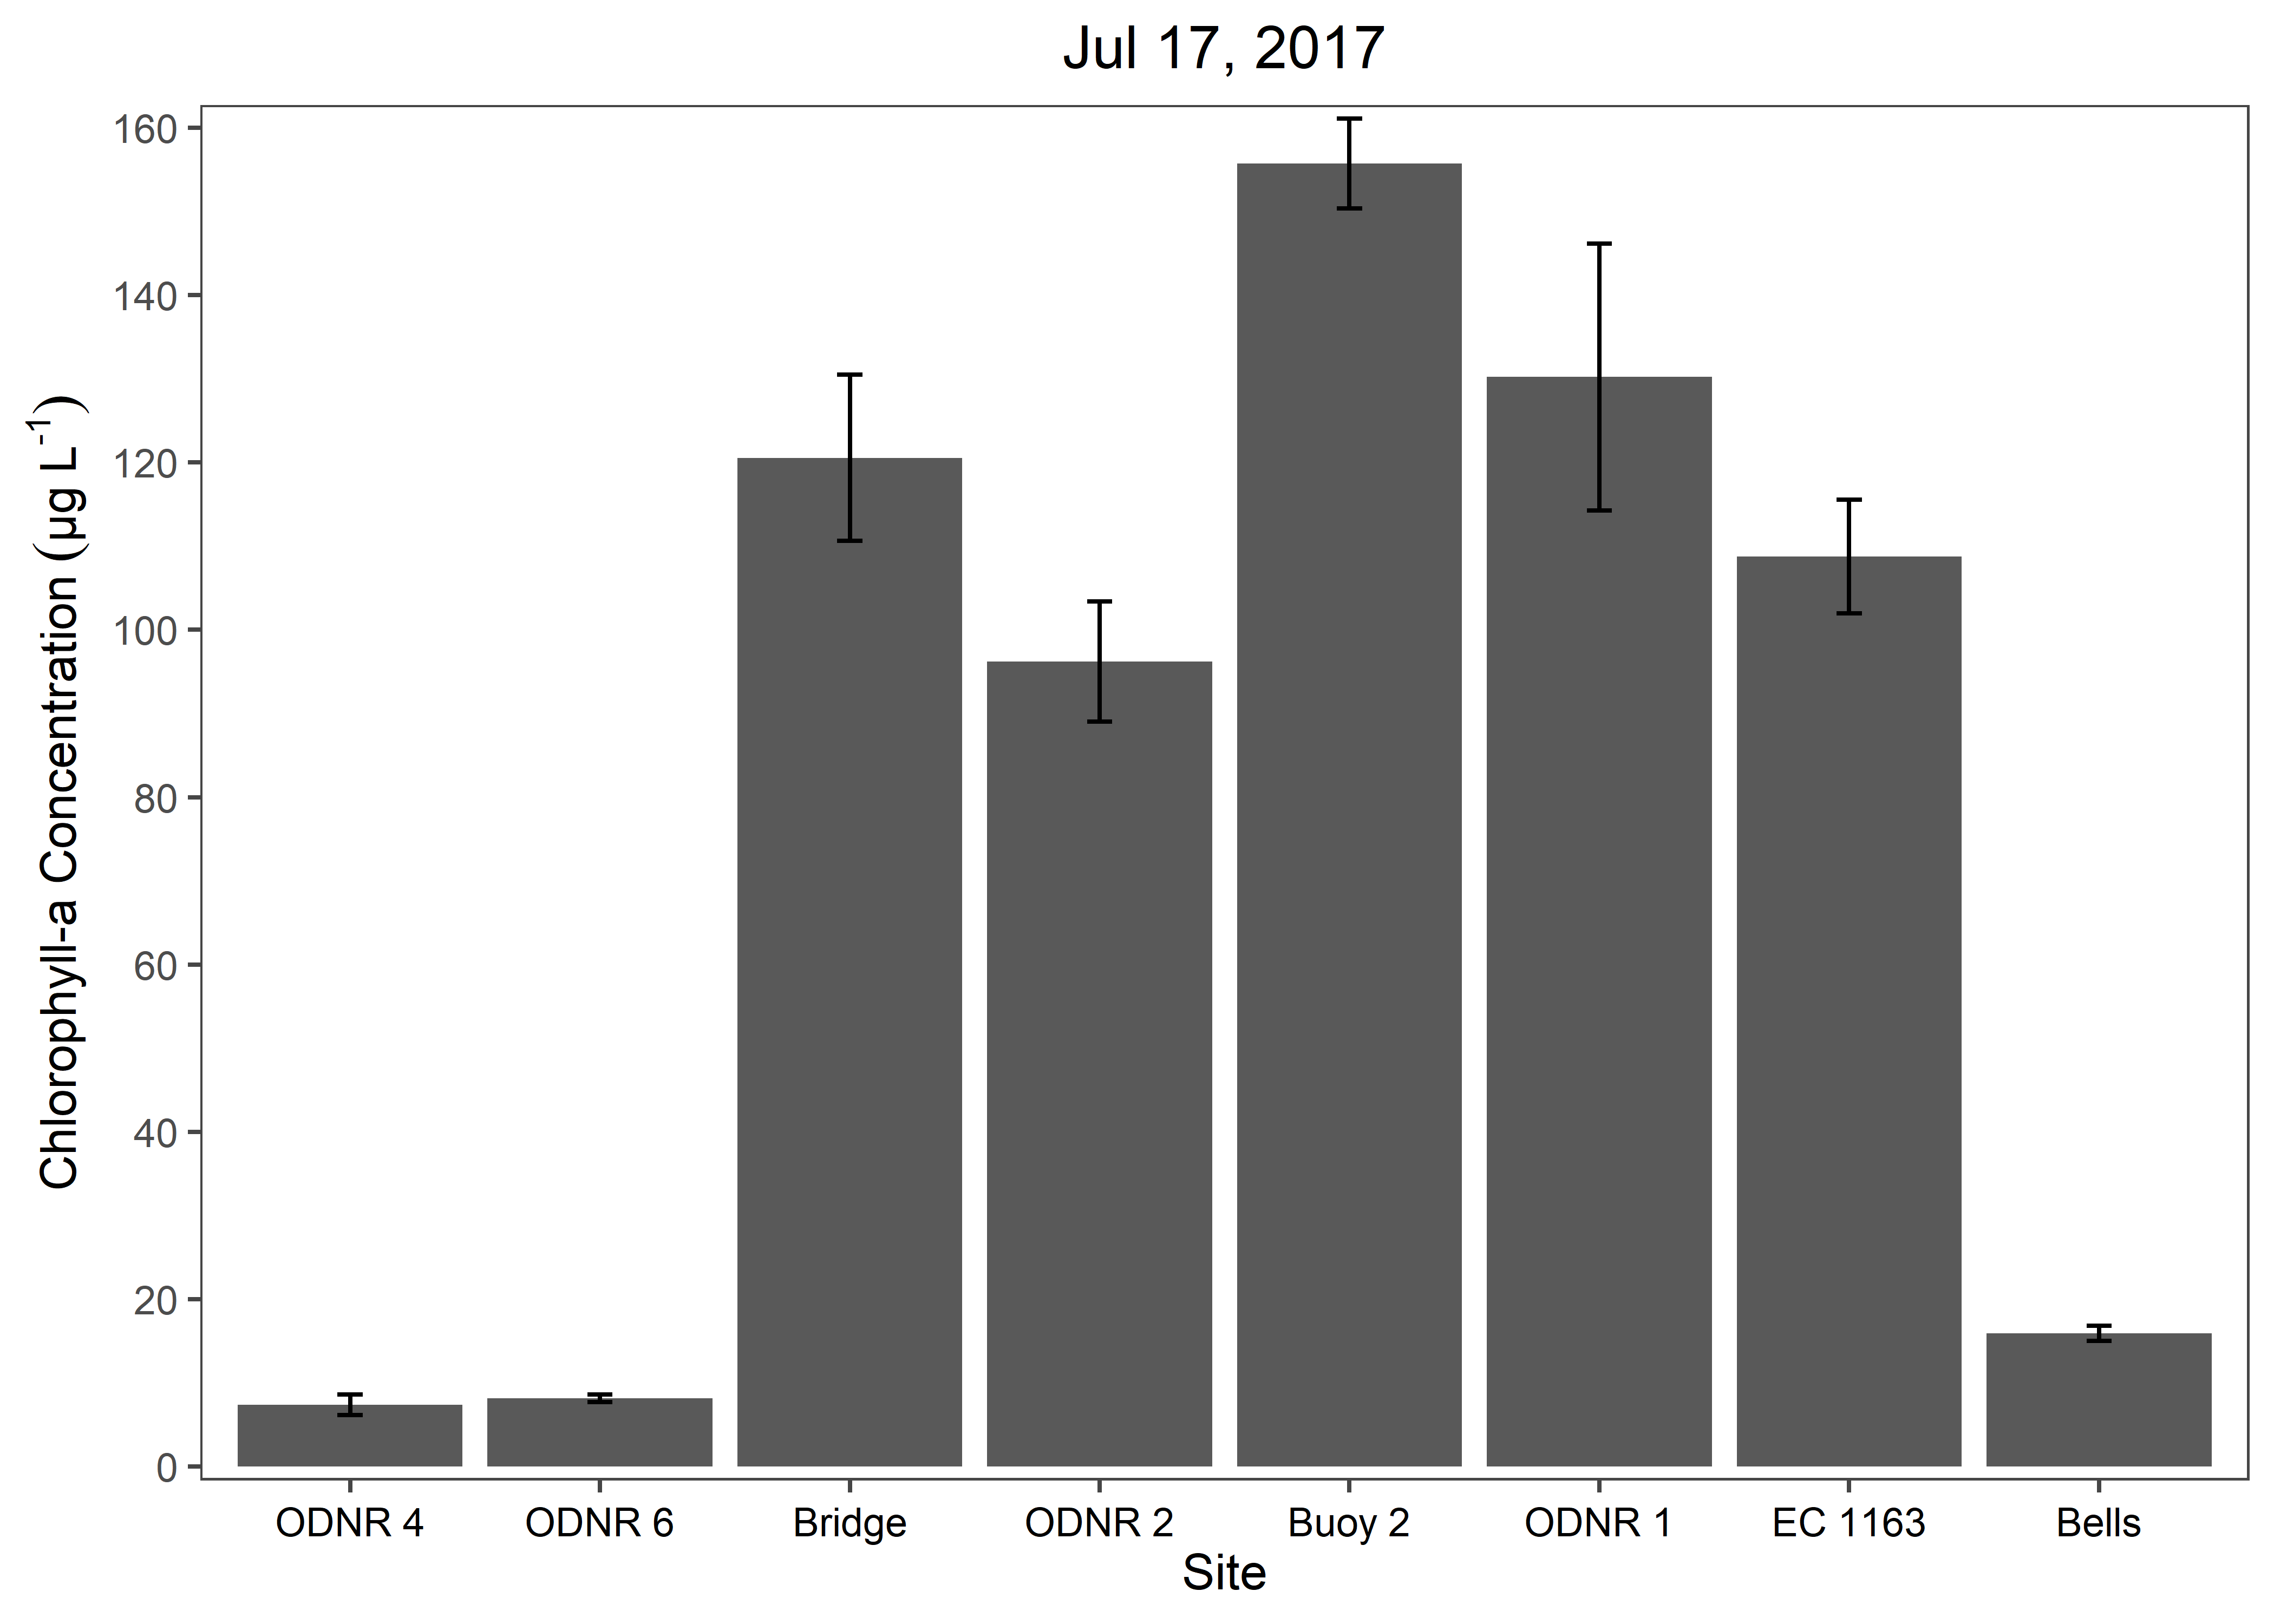 Jul 17, 2017
Chlorophyll-a Concentration (µg L⁻¹)
160
140
120
100
80
60
40
20
0
ODNR 4 ODNR 6 Bridge ODNR 2 Buoy 2 ODNR 1 EC 1163 Bells
Site